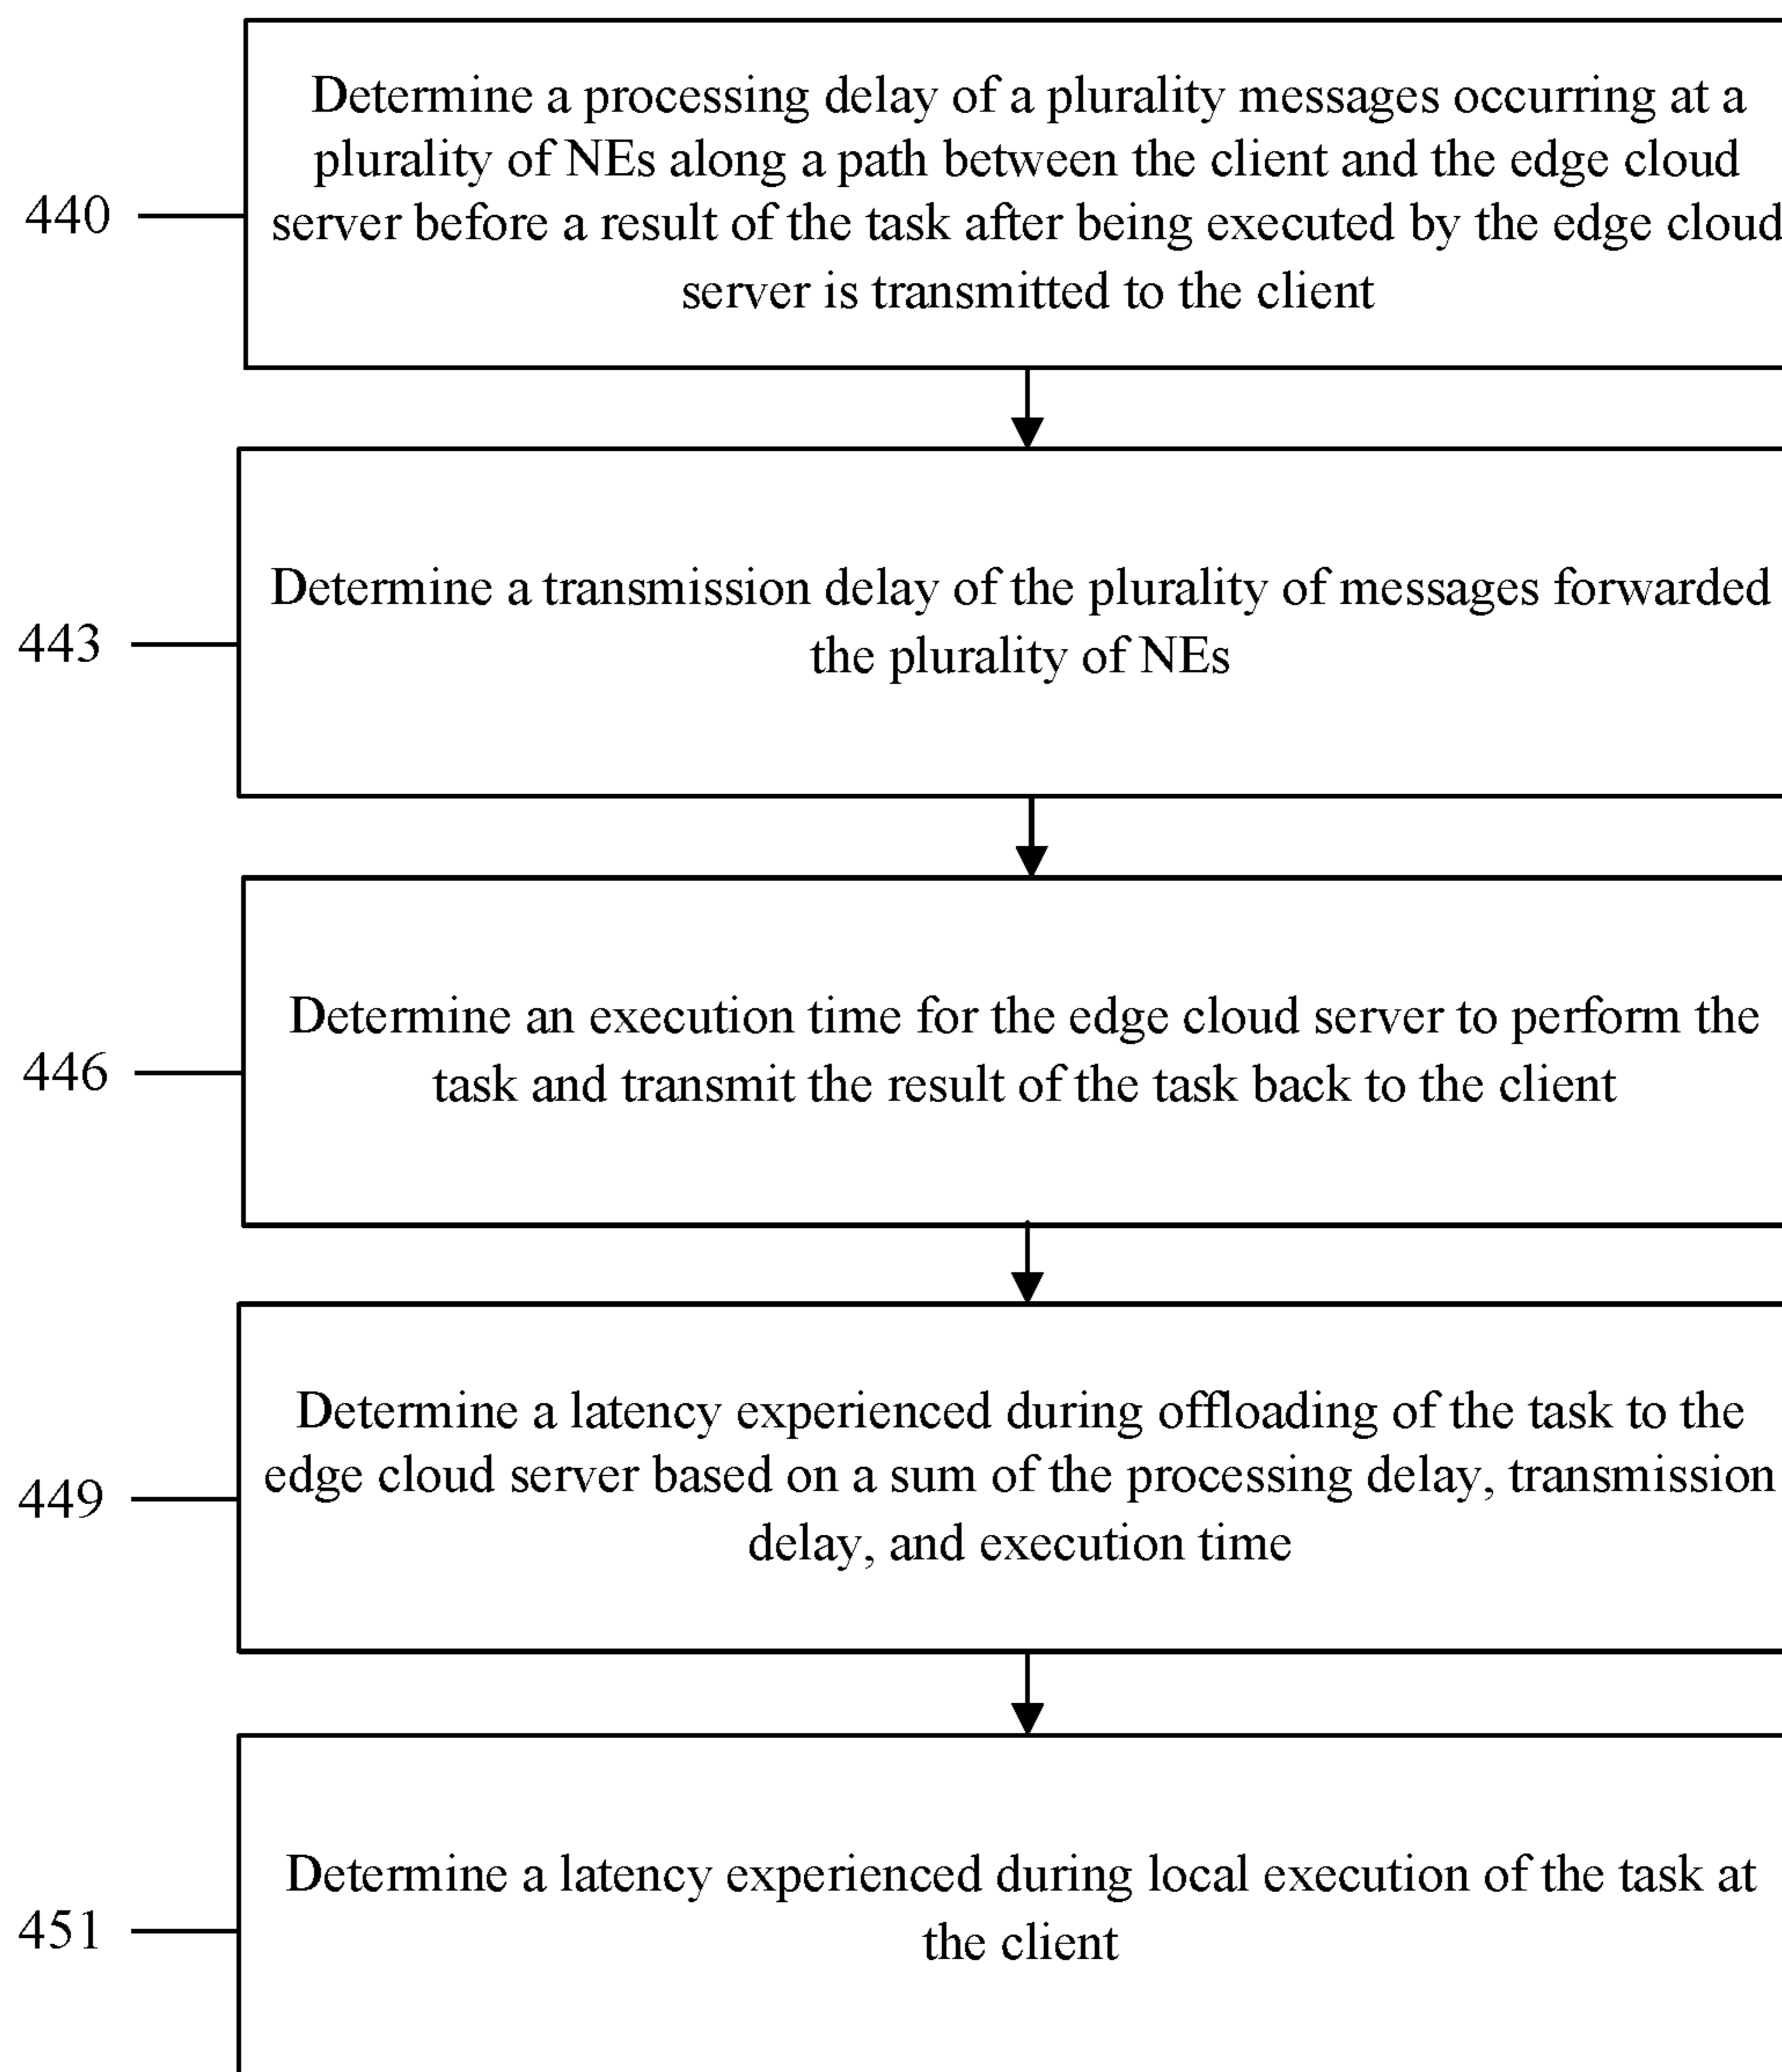 Determine a processing delay of a plurality messages occurring at a
plurality of NEs along a path between the client and the edge cloud
440
server before a result of the task after being executed by the edge cloud
server is transmitted to the client
Determine a transmission delay of the plurality of messages forwarded
443
the plurality of NEs
Determine an execution time for the edge cloud server to perform the
446
task and transmit the result of the task back to the client
Determine a latency experienced during offloading of the task to the
edge cloud server based on a sum of the processing delay, transmission
449
delay, and execution time
Determine a latency experienced during local execution of the task at
451
the client